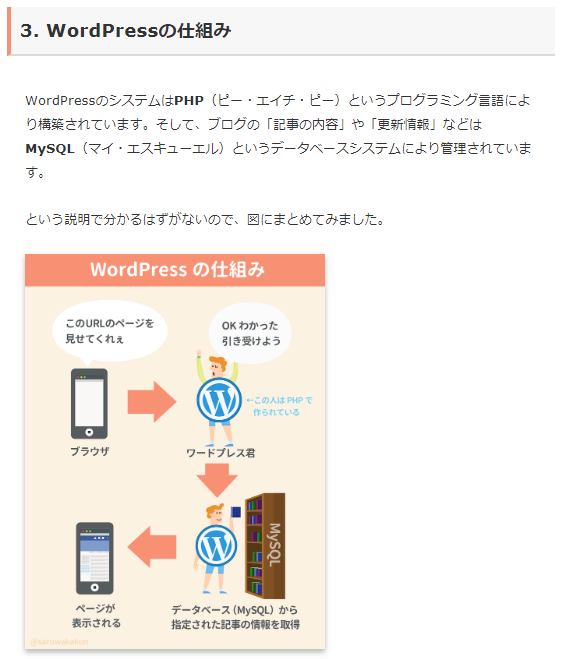 3. WordPressの仕組み
WordPressのシステムはPHP（ピー・エイチ・ピー）というプログラミング言語によ
り構築されています。そして、ブログの「記事の内容」や「更新情報」などは
MySQL（マイ・エスキューエル）というデータベースシステムにより管理されていま
す。
という説明で分かるはずがないので、図にまとめてみました。
WordPress の仕組み
このURLのページを
見せてくれぇ
OK わかった
引き受けよう
←この人は PHP で
作られている
ブラウザ
ワードプレス君
MySQL
ページが
表示される
データベース（MySQL）から
指定された記事の情報を取得